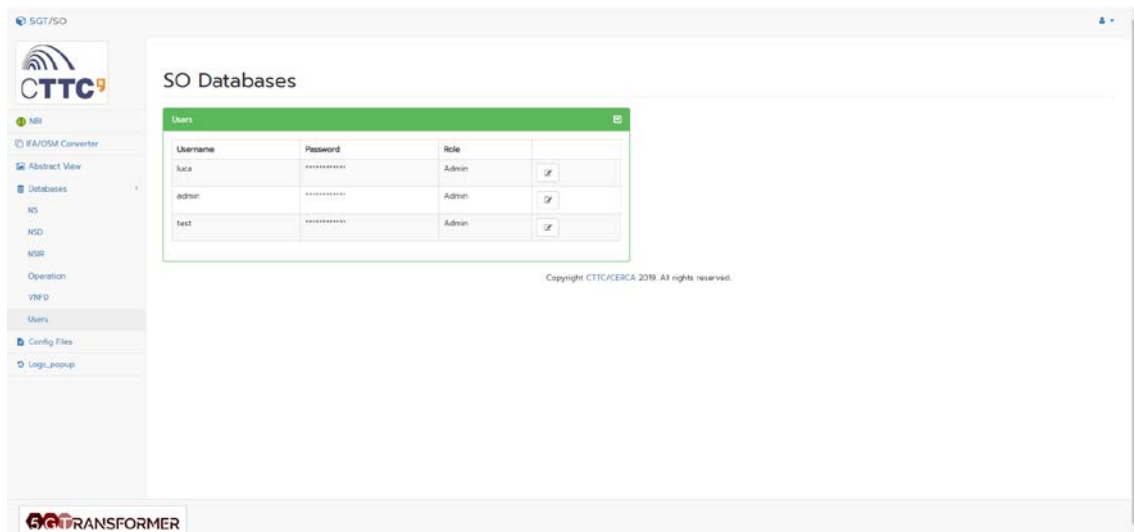 5GT/SO
CTTC
SO Databases
NBI
IFA/OSM Converter
Abstract View
Databases
NS
NSD
NSIR
Operation
VNFD
Users
Config Files
Logs_popup
Users
Username Password Role
luca ************ Admin
admin ************ Admin
test ************ Admin
Copyright CTTC/CERCA 2019. All rights reserved.
5GTRANSFORMER